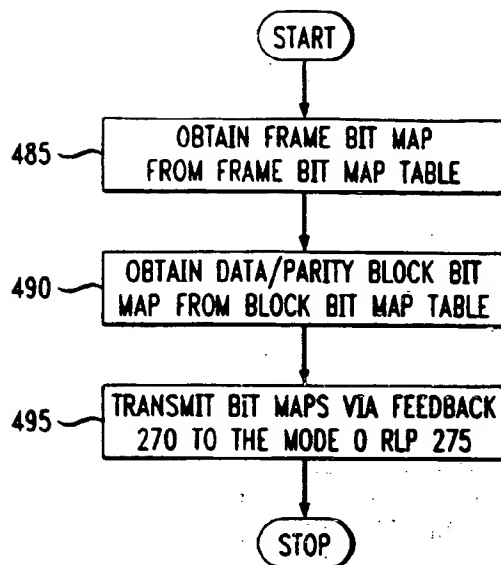 START
485
OBTAIN FRAME BIT MAP
FROM FRAME BIT MAP TABLE
490
OBTAIN DATA/PARITY BLOCK BIT
MAP FROM BLOCK BIT MAP TABLE
495
TRANSMIT BIT MAPS VIA FEEDBACK
270 TO THE MODE 0 RLP 275
STOP